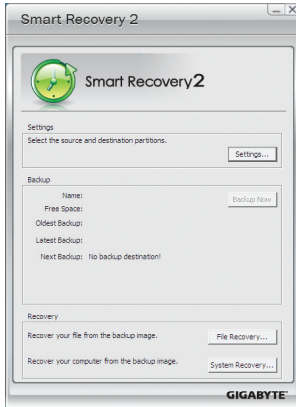 Smart Recovery 2
Smart Recovery2
Settings
Select the source and destination partitions.
Settings...
Backup
Name:
Backup Now
Free Space:
Oldest Backup:
Latest Backup:
Next Backup: No backup destination!
Recovery
Recover your file from the backup image.
File Recovery...
Recover your computer from the backup image.
System Recovery...
GIGABYTE